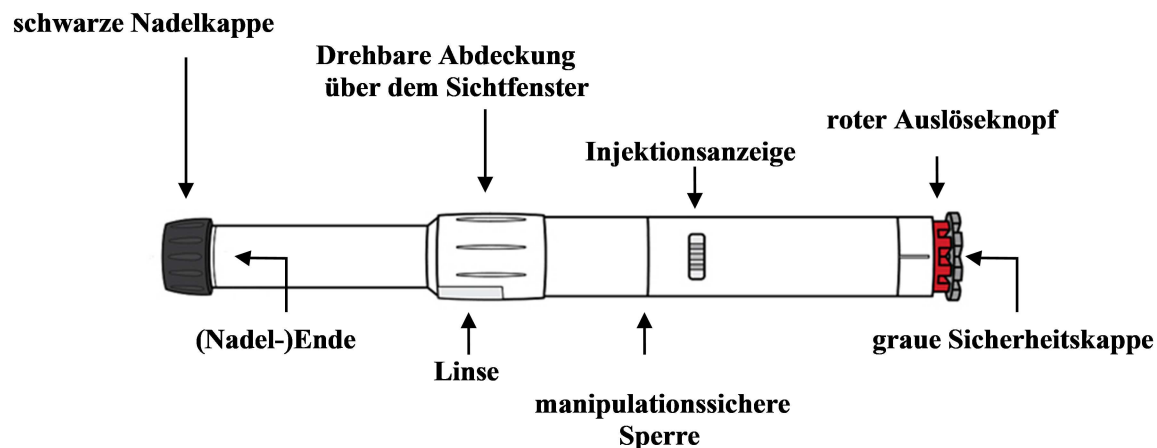 schwarze Nadelkappe
Drehbare Abdeckung
über dem Sichtfenster
roter Auslöseknopf
Injektionsanzeige
(Nadel-)Ende
graue Sicherheitskappe
Linse
manipulationssichere
Sperre